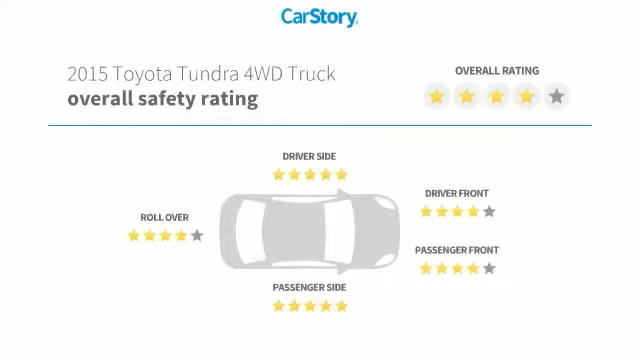 CarStory.
2015 Toyota Tundra 4WD Truck
overall safety rating
OVERALL RATING
DRIVER SIDE
DRIVER FRONT
ROLL OVER
PASSENGER FRONT
PASSENGER SIDE